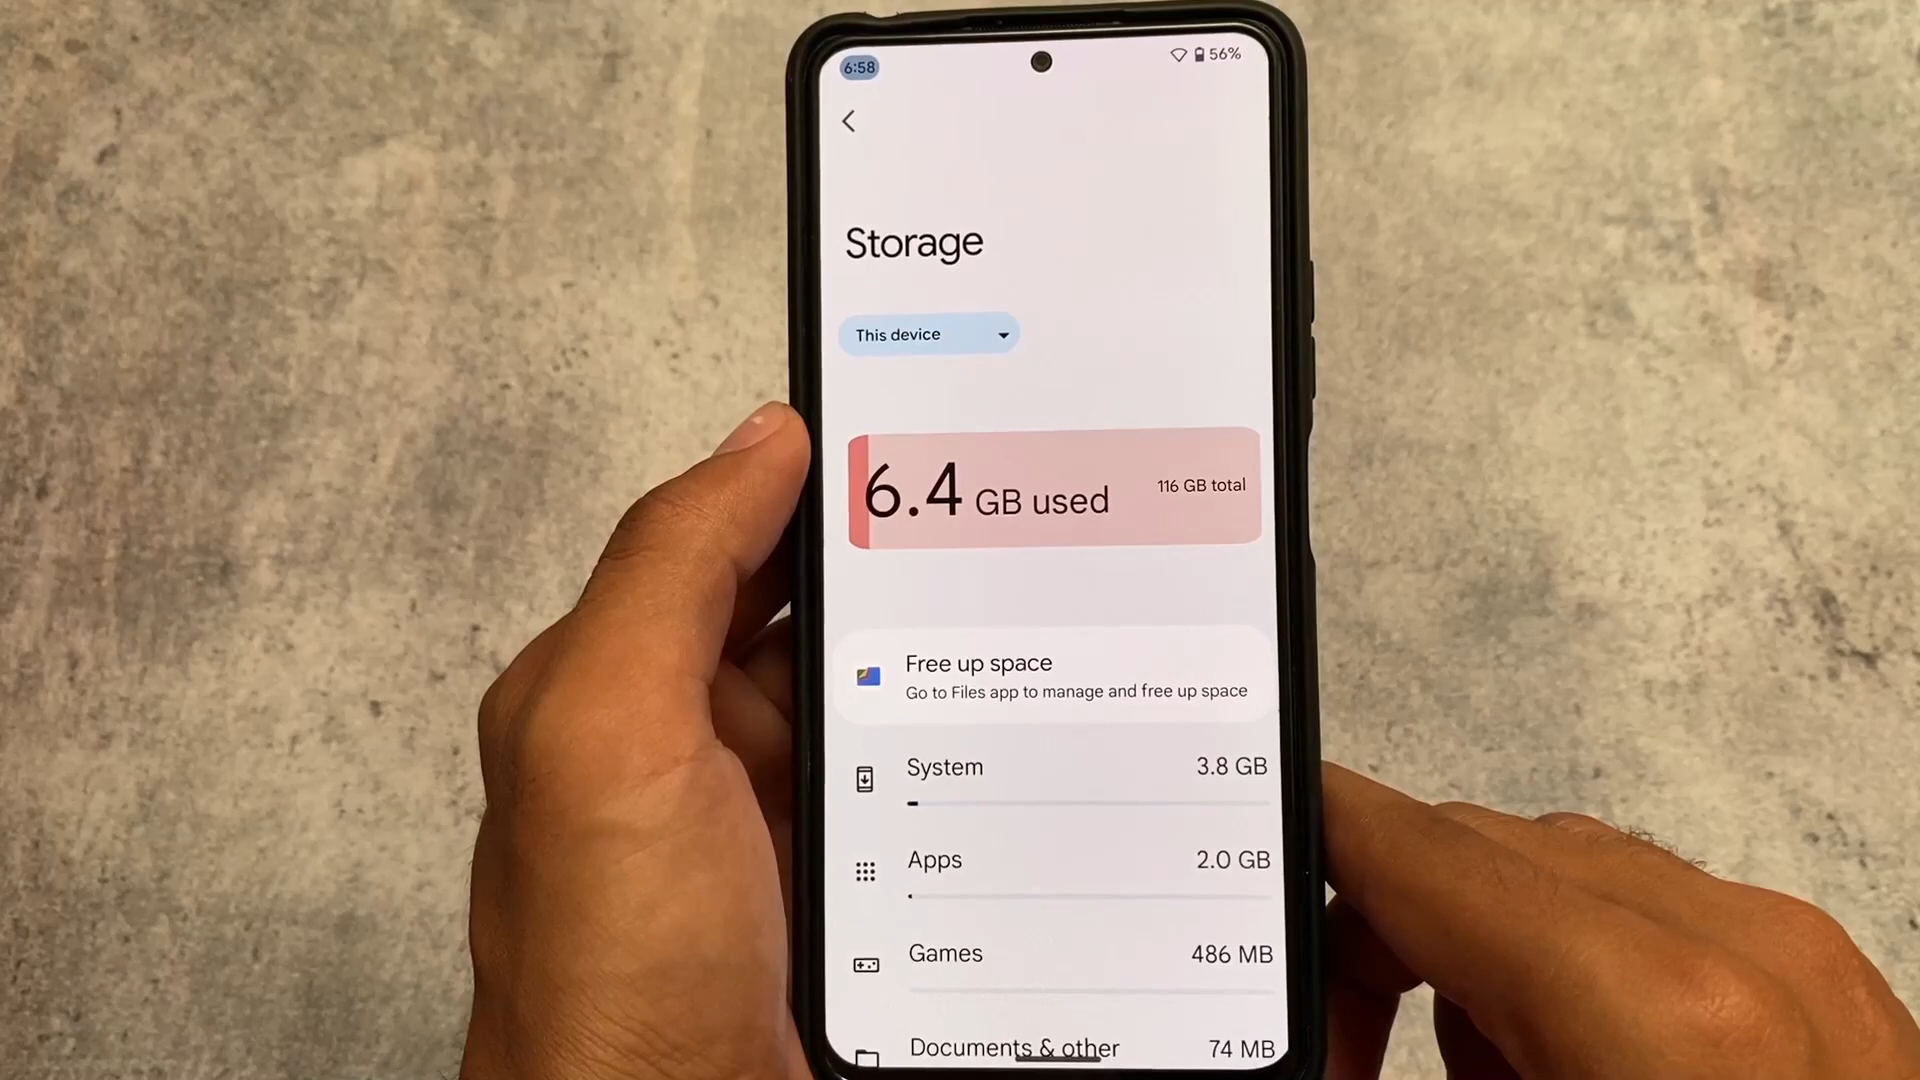 6:58
56%
Storage
This device
6.4 GB used
116 GB total
Free up space
Go to Files app to manage and free up space
System
3.8 GB
Apps
2.0 GB
Games
486 MB
Documents & other
74 MB